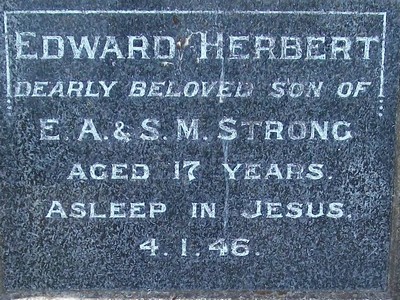 EDWARD HERBERT
DEARLY BELOVED SON OF
E. A. & S. M. STRONG
AGED 17 YEARS.
ASLEEP IN JESUS.
4. 1. 46.